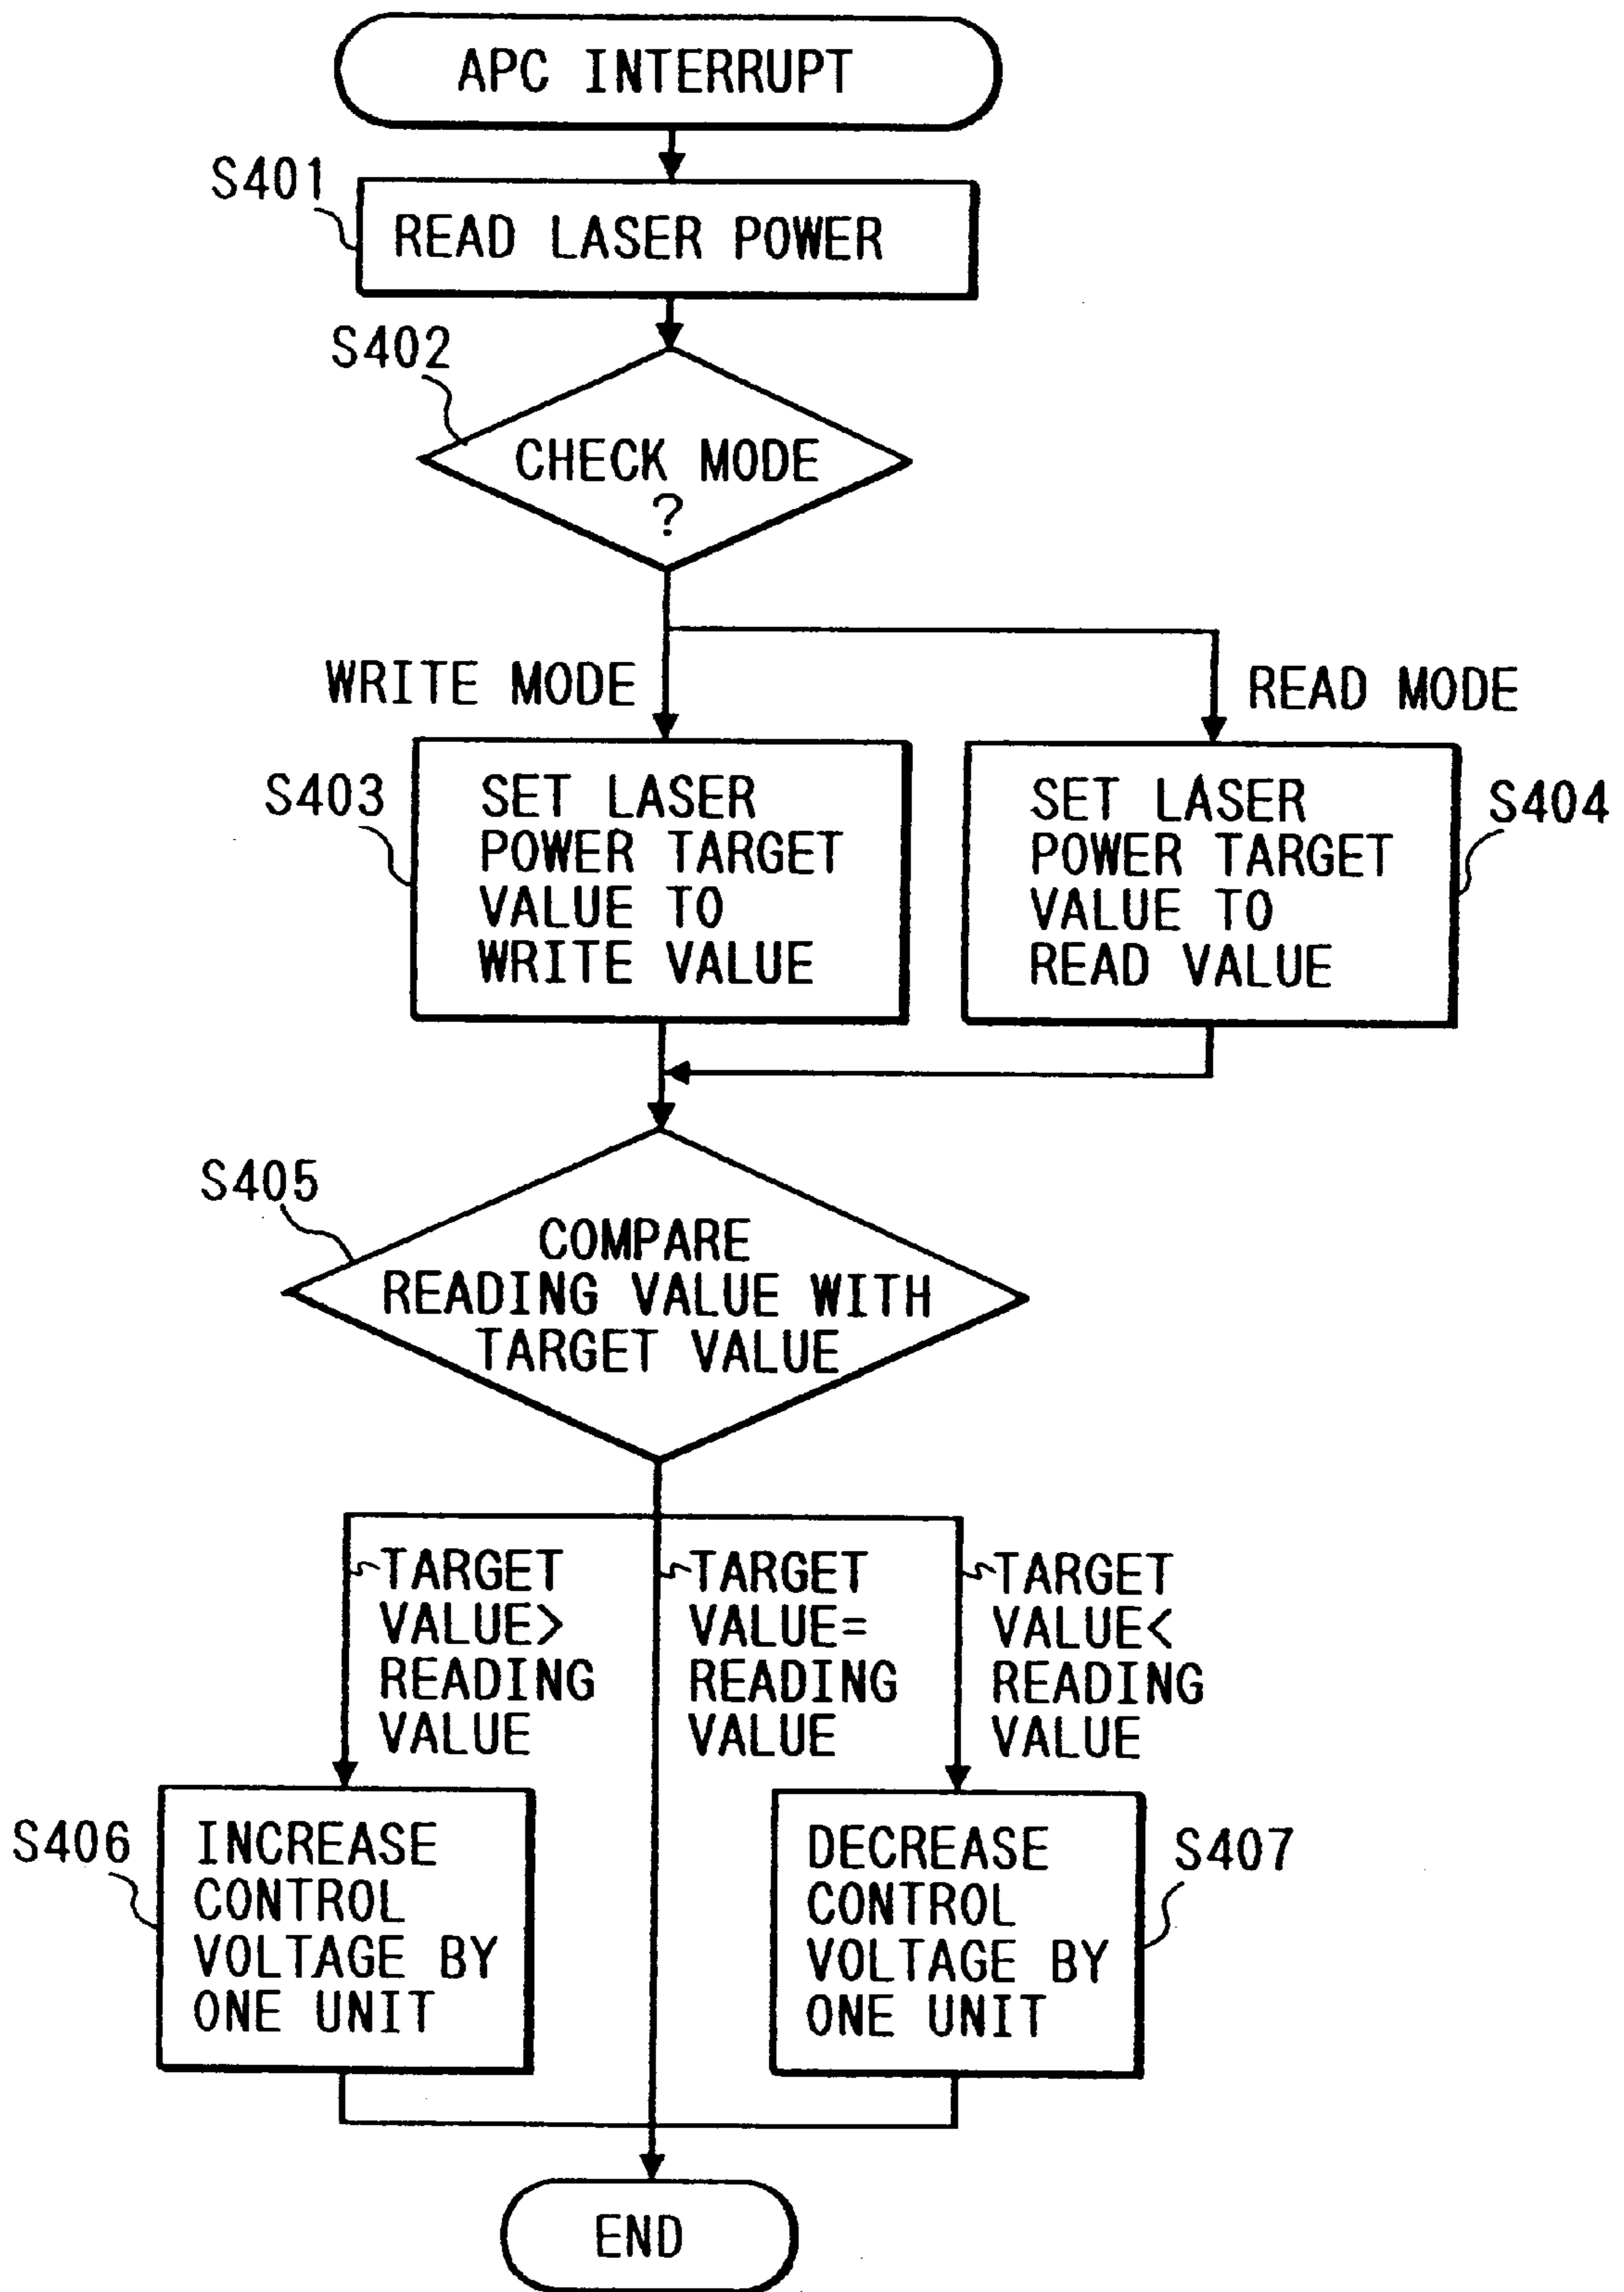 APC INTERRUPT
S401
READ LASER POWER
S402
CHECK MODE
?
WRITE MODE
READ MODE
S403
SET LASER
POWER TARGET
VALUE TO
WRITE VALUE
SET LASER
POWER TARGET
VALUE TO
READ VALUE
S404
S405
COMPARE
READING VALUE WITH
TARGET VALUE
TARGET
VALUE>
READING
VALUE
TARGET
VALUE=
READING
VALUE
TARGET
VALUE<
READING
VALUE
S406
INCREASE
CONTROL
VOLTAGE BY
ONE UNIT
DECREASE
CONTROL
VOLTAGE BY
ONE UNIT
S407
END